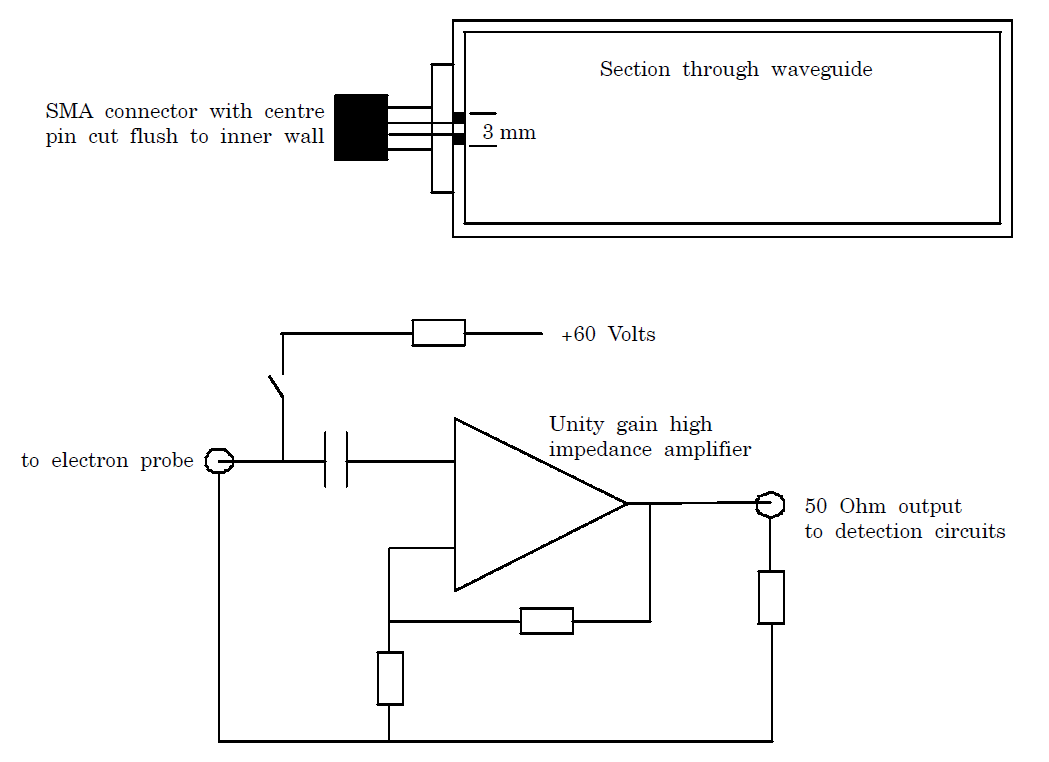 Section through waveguide
SMA connector with centre
pin cut flush to inner wall
3 mm
+60 Volts
Unity gain high
impedance amplifier
to electron probe
50 Ohm output
to detection circuits